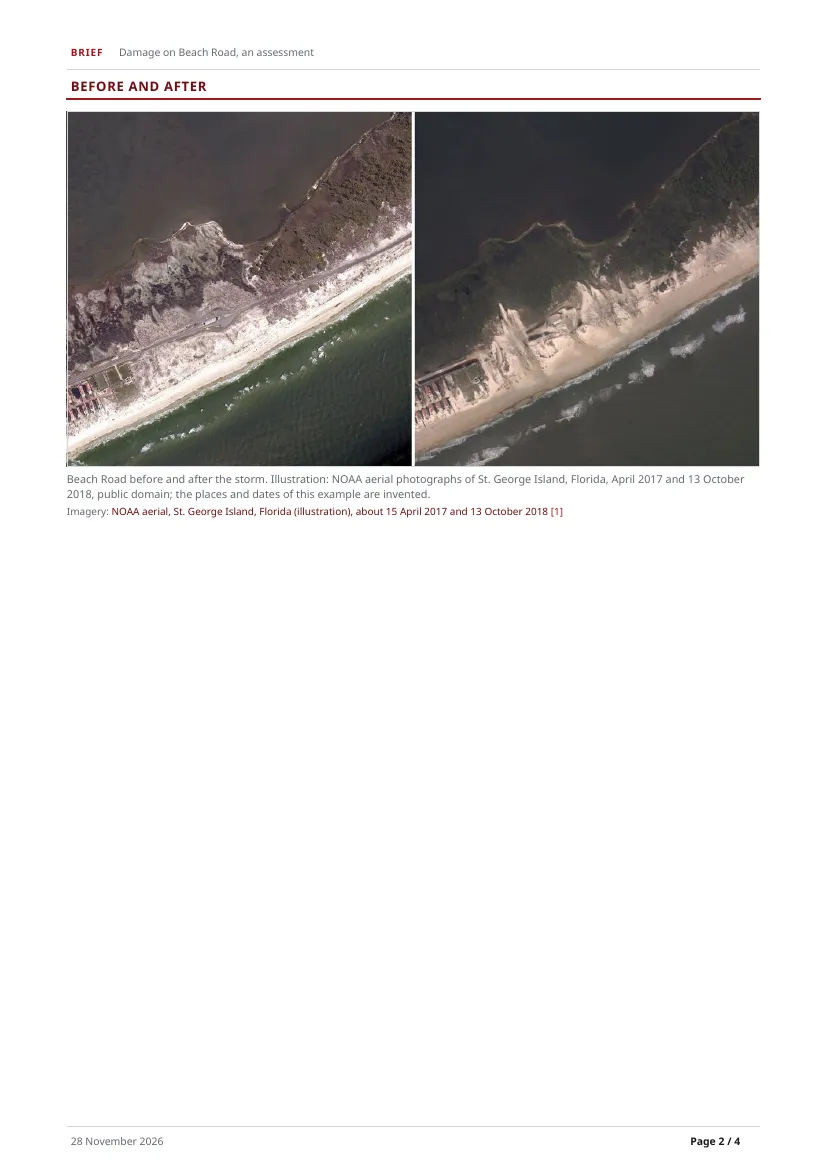 BRIEF Damage on Beach Road, an assessment
BEFORE AND AFTER
Beach Road before and after the storm. Illustration: NOAA aerial photographs of St. George Island, Florida, April 2017 and 13 October
2018, public domain; the places and dates of this example are invented.
Imagery: NOAA aerial, St. George Island, Florida (illustration), about 15 April 2017 and 13 October 2018 [1]
28 November 2026
Page 2 / 4